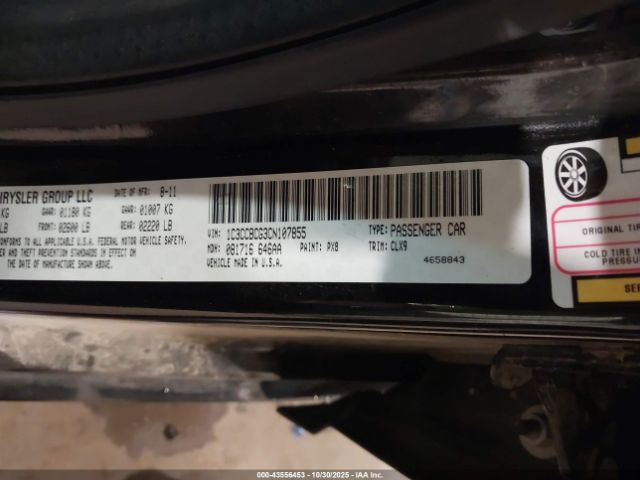 HRYSLER GROUP LLC DATE OF MFR: 8-11
KG GAWR: 01180 KG GAWR: 01007 KG
LB FRONT: 02600 LB REAR: 02220 LB
CONFORMS TO ALL APPLICABLE U.S.A. FEDERAL MOTOR VEHICLE SAFETY,
ER AND THEFT PREVENTION STANDARDS IN EFFECT ON
THE DATE OF MANUFACTURE SHOWN ABOVE.
VIN: 1C3CCBCG3CN107855 TYPE: PASSENGER CAR
MDH: 081716 646AA PAINT: PX8 TRIM: CLX9
VEHICLE MADE IN U.S.A. 4658843
ORIGINAL TIR
COLD TIRE IN
PRESSURE
SEE
000-43556453 - 10/30/2025 - IAA Inc.